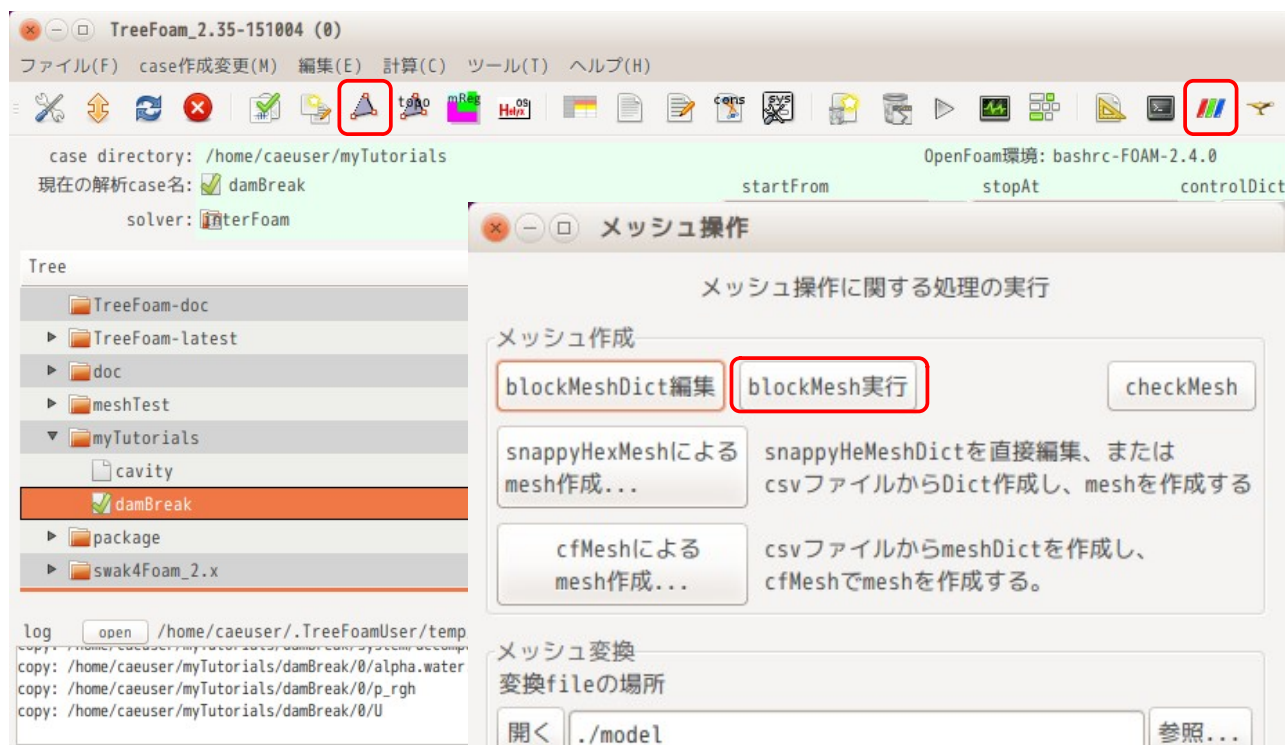 TreeFoam_2.35-151004 (0)
ファイル(F) case作成変更(M) 編集(E) 計算(C) ツール(T) ヘルプ(H)
topo mReg Helyx OS cons sys
case directory: /home/caeuser/myTutorials OpenFoam環境: bashrc-FOAM-2.4.0
現在の解析case名: damBreak startFrom stopAt controlDict
solver: interFoam
メッシュ操作
Tree
メッシュ操作に関する処理の実行
TreeFoam-doc
TreeFoam-latest
doc
meshTest
myTutorials
cavity
damBreak
package
swak4Foam_2.x
メッシュ作成
blockMeshDict編集 blockMesh実行 checkMesh
snappyHexMeshによる
mesh作成...
snappyHeMeshDictを直接編集、または
csvファイルからDict作成し、meshを作成する
cfMeshによる
mesh作成...
csvファイルからmeshDictを作成し、
cfMeshでmeshを作成する。
log open /home/caeuser/.TreeFoamUser/temp
copy: /home/caeuser/myTutorials/damBreak/0/alpha.water
copy: /home/caeuser/myTutorials/damBreak/0/p_rgh
copy: /home/caeuser/myTutorials/damBreak/0/U
メッシュ変換
変換fileの場所
開く ./model 参照...